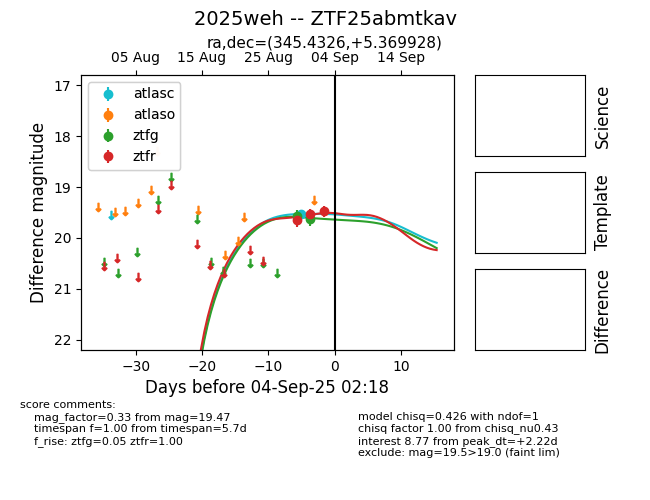 2025weh -- ZTF25abmtkav
ra,dec=(345.4326,+5.369928)
05 Aug 15 Aug 25 Aug 04 Sep 14 Sep
17
18
19
20
21
22
Difference magnitude
atlasc
atlaso
ztfg
ztfr
−30 −20 −10 0 10
Days before 04-Sep-25 02:18
Science
Template
Difference
score comments:
mag_factor=0.33 from mag=19.47
timespan f=1.00 from timespan=5.7d
f_rise: ztfg=0.05 ztfr=1.00
model chisq=0.426 with ndof=1
chisq factor 1.00 from chisq_nu0.43
interest 8.77 from peak_dt=+2.22d
exclude: mag=19.5>19.0 (faint lim)